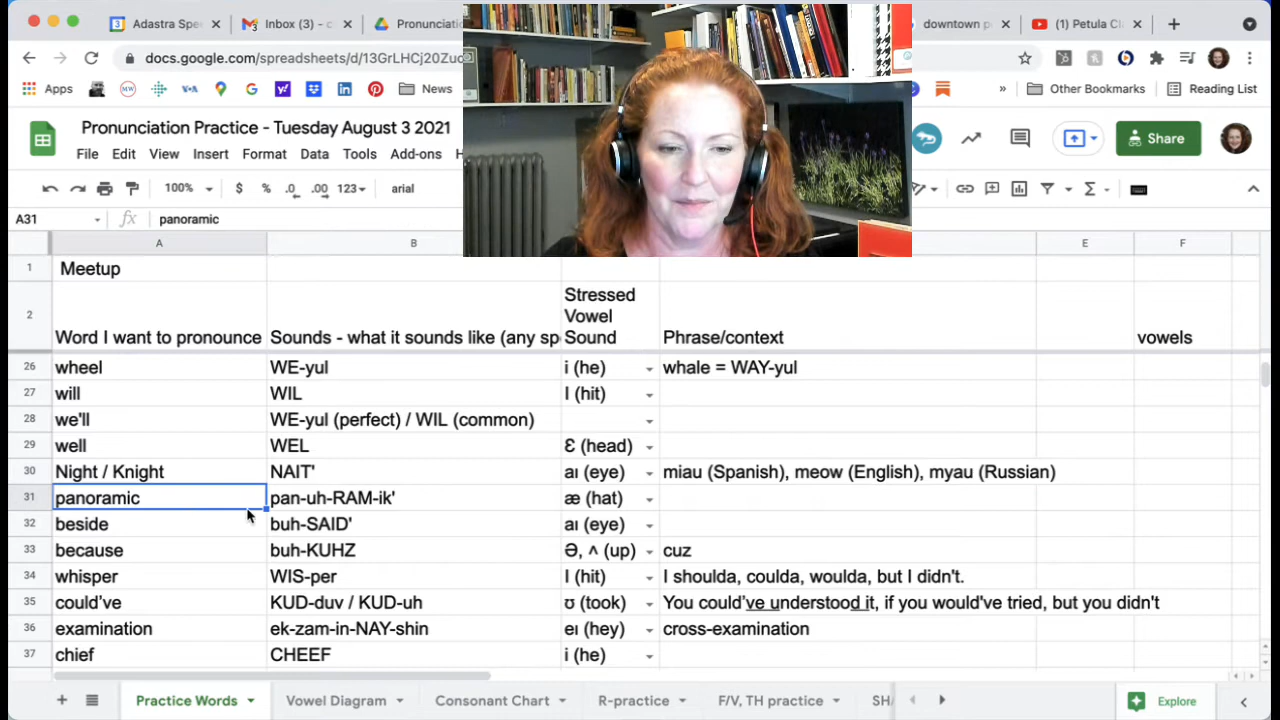 Adastra Spe
Inbox (3) - c
Pronunciatio
downtown p
(1) Petula Cl
docs.google.com/spreadsheets/d/13GrLHCj20Zuc
Apps
News
»
Other Bookmarks
Reading List
Pronunciation Practice - Tuesday August 3 2021
File Edit View Insert Format Data Tools Add-ons H
Share
100% $ % .0 .00 123 arial
A31 fx panoramic
A B E F
1 Meetup
2 Word I want to pronounce Sounds - what it sounds like (any sp Stressed Vowel Sound Phrase/context vowels
26 wheel WE-yul i (he) whale = WAY-yul
27 will WIL I (hit)
28 we'll WE-yul (perfect) / WIL (common)
29 well WEL Ɛ (head)
30 Night / Knight NAIT' aı (eye) miau (Spanish), meow (English), myau (Russian)
31 panoramic pan-uh-RAM-ik' æ (hat)
32 beside buh-SAID' aı (eye)
33 because buh-KUHZ Ə, ʌ (up) cuz
34 whisper WIS-per I (hit) I shoulda, coulda, woulda, but I didn't.
35 could've KUD-duv / KUD-uh ʊ (took) You could've understood it, if you would've tried, but you didn't
36 examination ek-zam-in-NAY-shin eı (hey) cross-examination
37 chief CHEEF i (he)
Practice Words Vowel Diagram Consonant Chart R-practice F/V, TH practice SH/ Explore